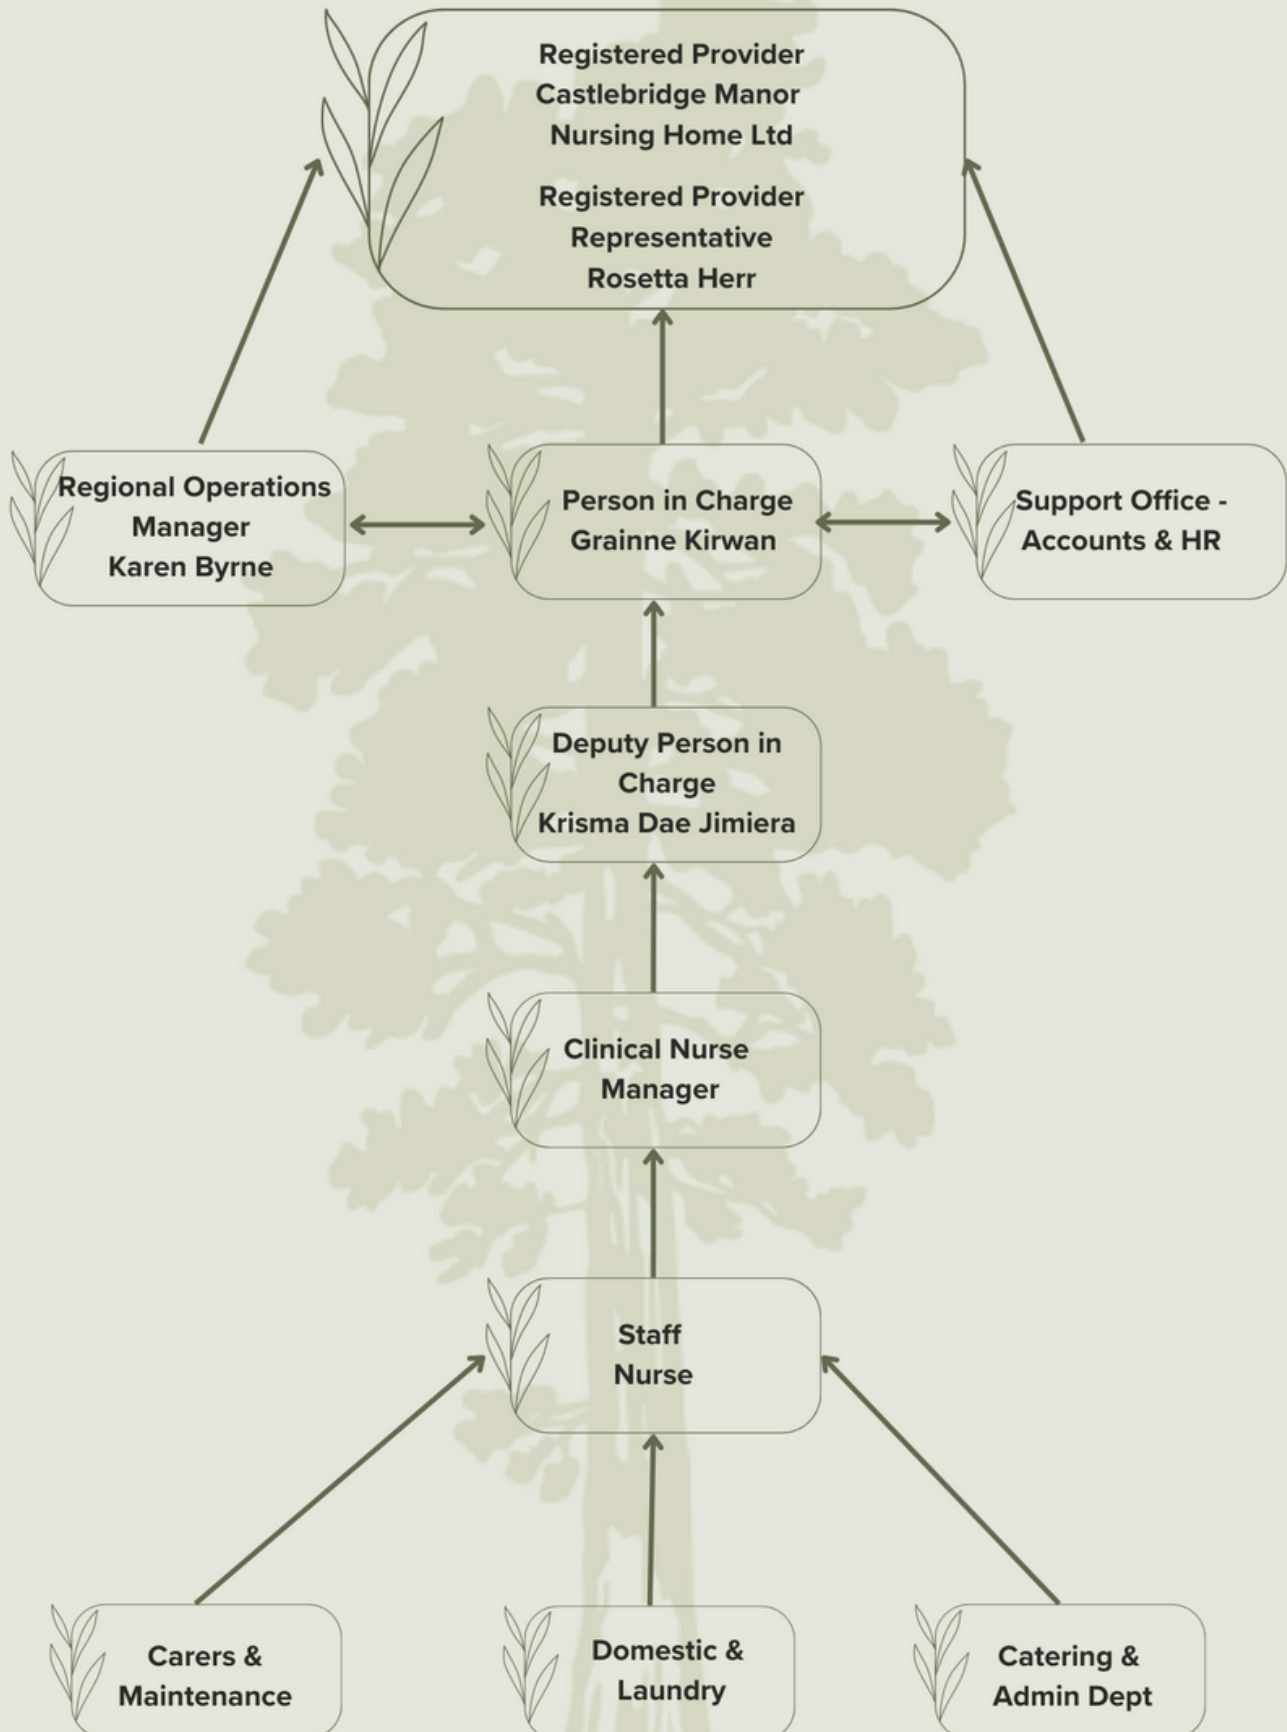 Registered Provider
Castlebridge Manor
Nursing Home Ltd
Registered Provider
Representative
Rosetta Herr
Regional Operations
Manager
Karen Byrne
Person in Charge
Grainne Kirwan
Support Office -
Accounts & HR
Deputy Person in
Charge
Krisma Dae Jimiera
Clinical Nurse
Manager
Staff
Nurse
Carers &
Maintenance
Domestic &
Laundry
Catering &
Admin Dept